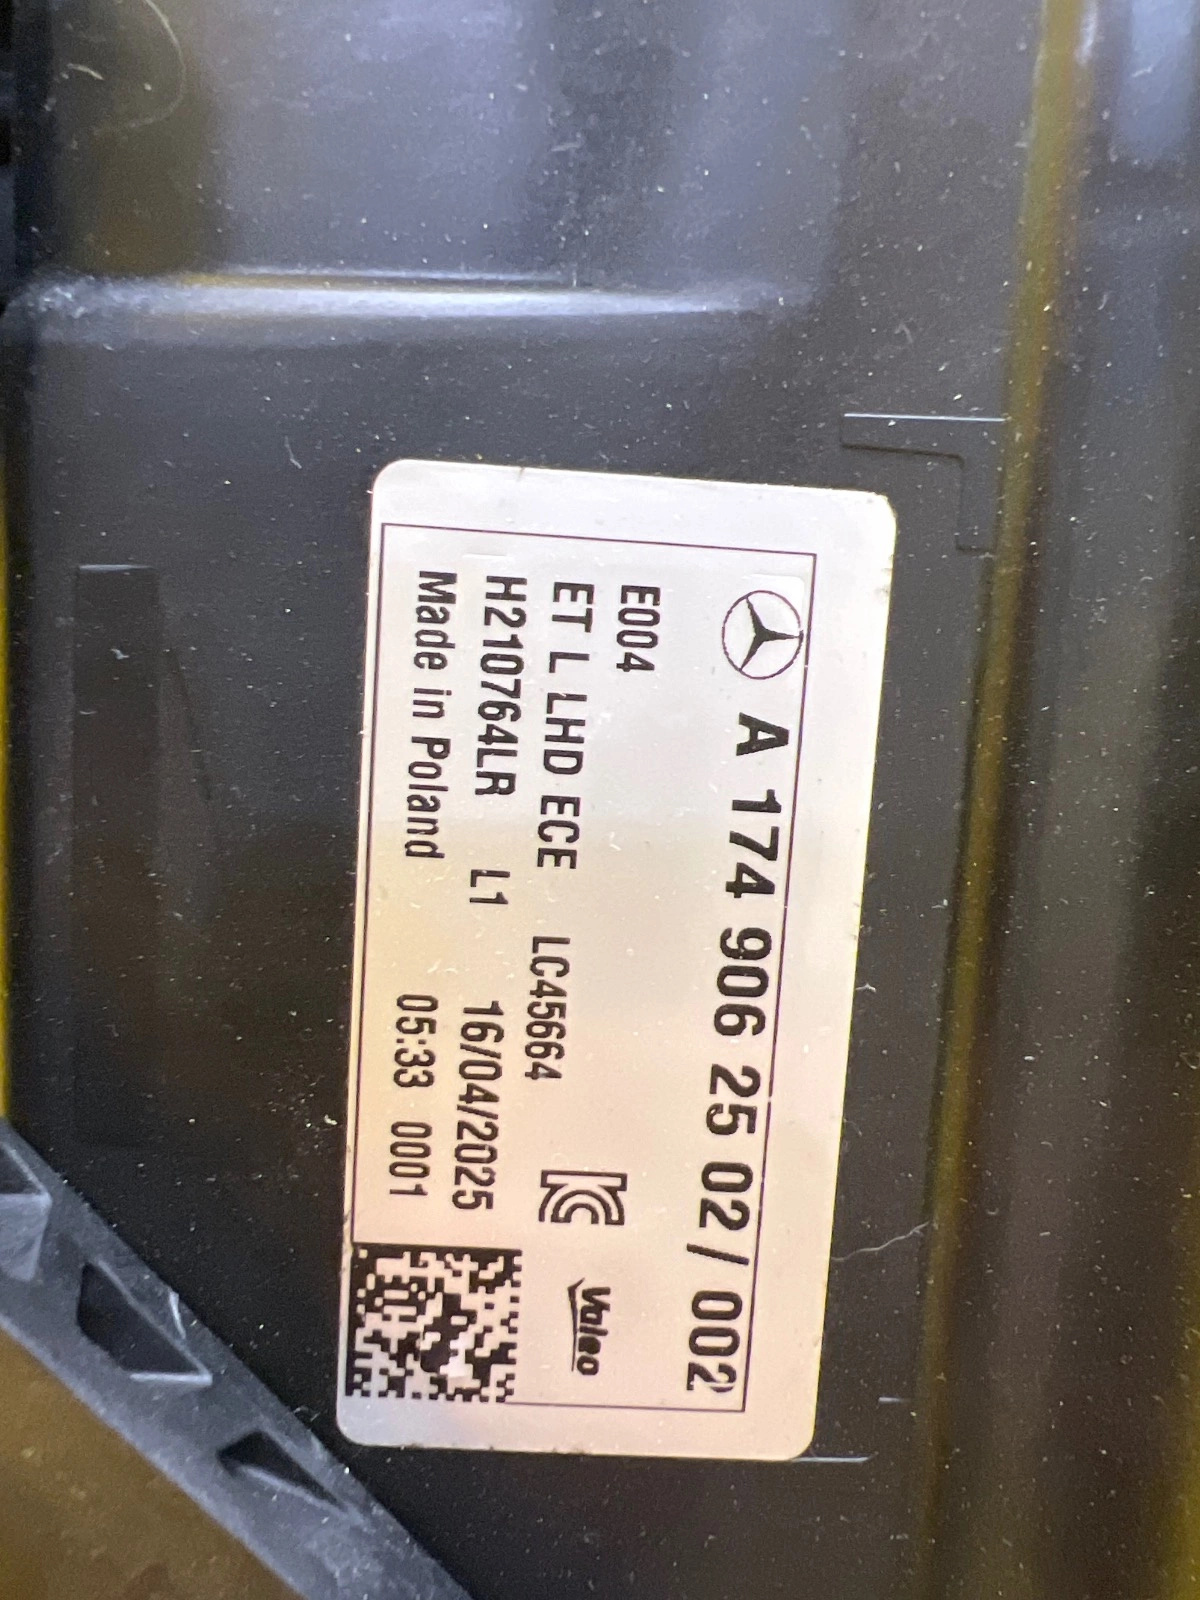 A 174 906 25 02 / 002
E004
ET L LHD ECE LC45664
H210764LR L1 16/04/2025
Made in Poland 05:33 0001
KC
Valeo